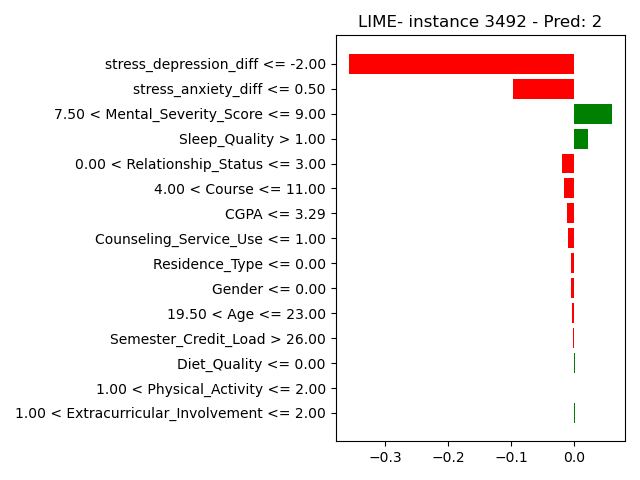 LIME- instance 3492 - Pred: 2
stress_depression_diff <= -2.00
stress_anxiety_diff <= 0.50
7.50 < Mental_Severity_Score <= 9.00
Sleep_Quality > 1.00
0.00 < Relationship_Status <= 3.00
4.00 < Course <= 11.00
CGPA <= 3.29
Counseling_Service_Use <= 1.00
Residence_Type <= 0.00
Gender <= 0.00
19.50 < Age <= 23.00
Semester_Credit_Load > 26.00
Diet_Quality <= 0.00
1.00 < Physical_Activity <= 2.00
1.00 < Extracurricular_Involvement <= 2.00
−0.3 −0.2 −0.1 0.0